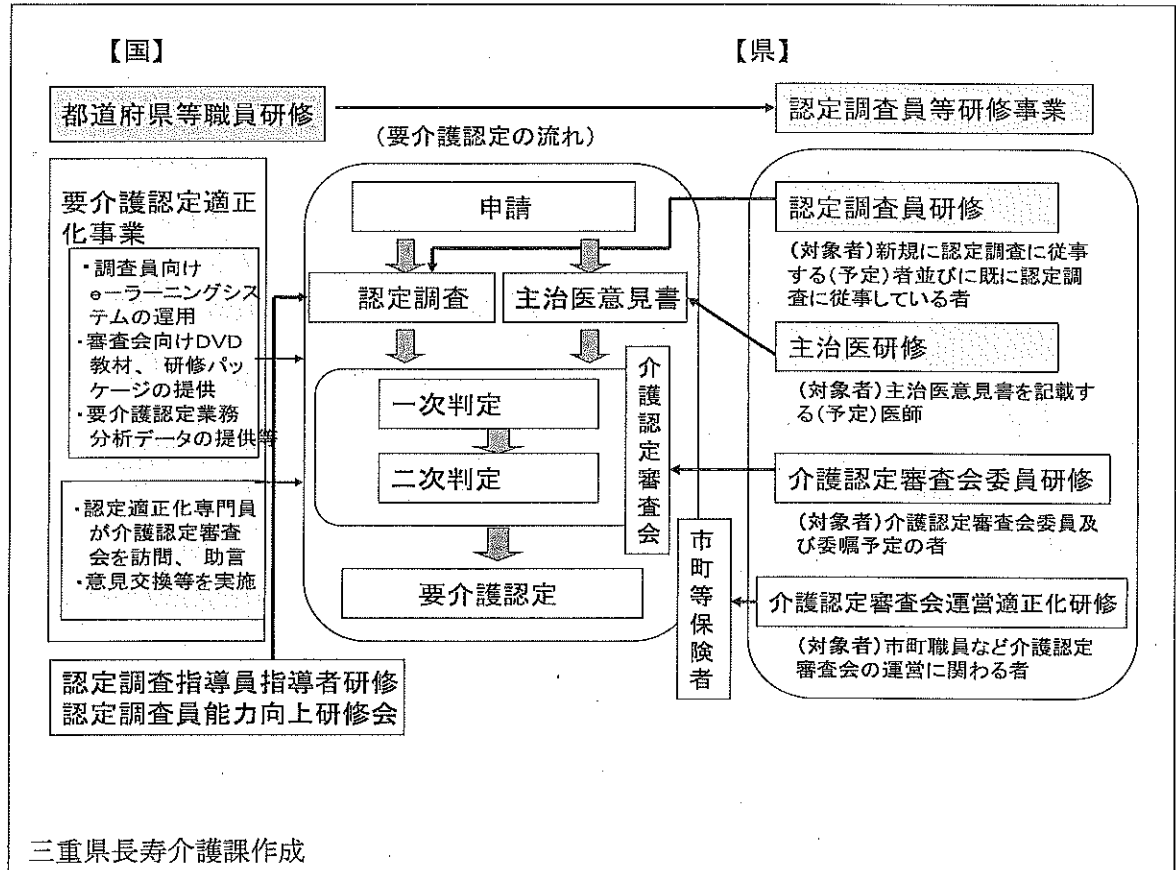 【国】
【県】
都道府県等職員研修
認定調査員等研修事業
(要介護認定の流れ)
要介護認定適正
化事業
・調査員向け
e-ラーニングシス
テムの運用
・審査会向けDVD
教材、研修パッ
ケージの提供
・要介護認定業務
分析データの提供等
・認定適正化専門員
が介護認定審査
会を訪問、助言
・意見交換等を実施
認定調査指導員指導者研修
認定調査員能力向上研修会
申請
認定調査
主治医意見書
一次判定
二次判定
介護認定審査会
要介護認定
市町等保険者
認定調査員研修
(対象者)新規に認定調査に従事
する(予定)者並びに既に認定調
査に従事している者
主治医研修
(対象者)主治医意見書を記載す
る(予定)医師
介護認定審査会委員研修
(対象者)介護認定審査会委員及
び委嘱予定の者
介護認定審査会運営適正化研修
(対象者)市町職員など介護認定
審査会の運営に関わる者
三重県長寿介護課作成